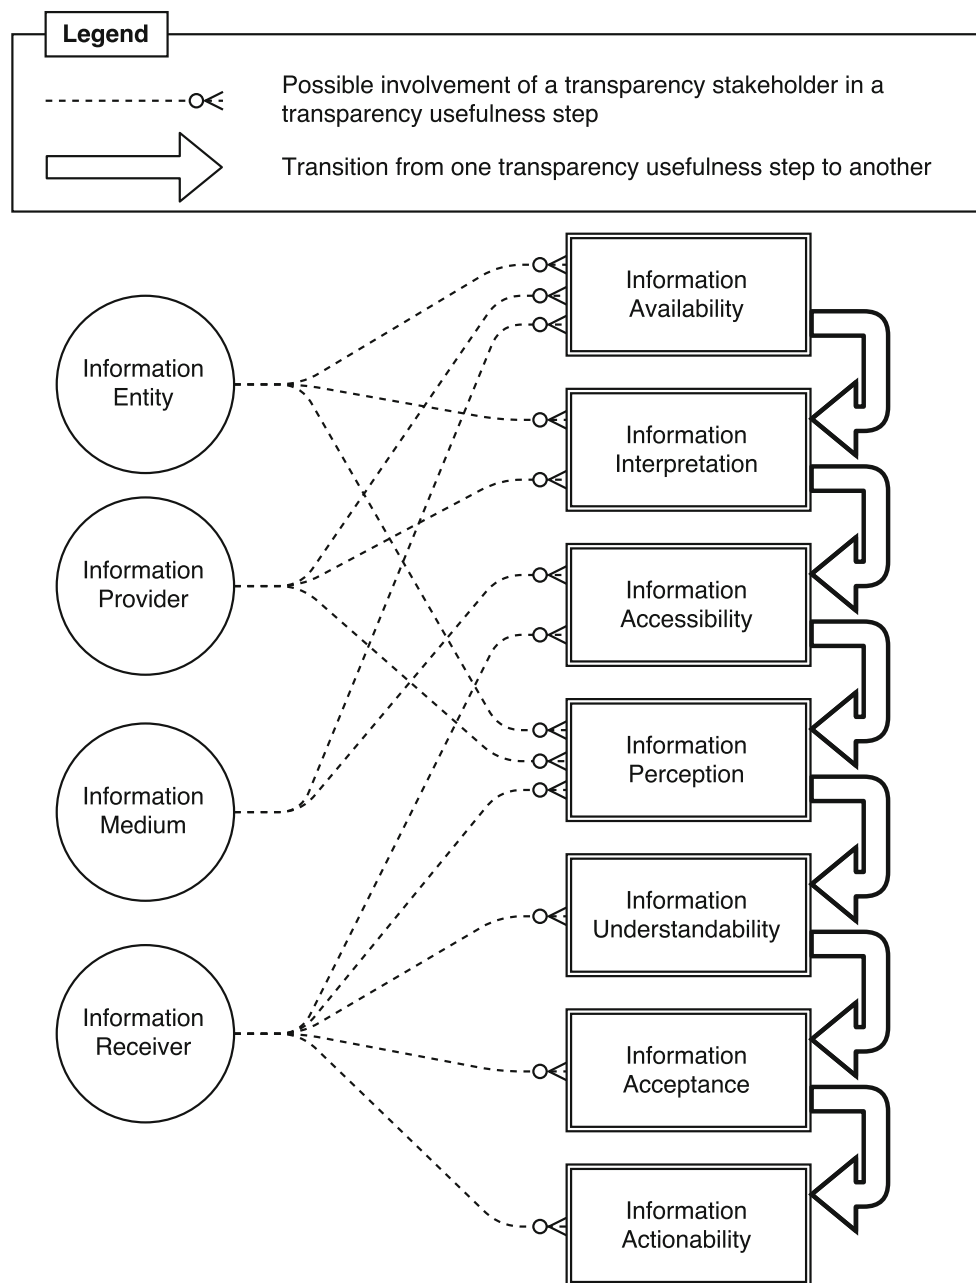 Legend
Possible involvement of a transparency stakeholder in a
transparency usefulness step
Transition from one transparency usefulness step to another
Information
Entity
Information
Provider
Information
Medium
Information
Receiver
Information
Availability
Information
Interpretation
Information
Accessibility
Information
Perception
Information
Understandability
Information
Acceptance
Information
Actionability